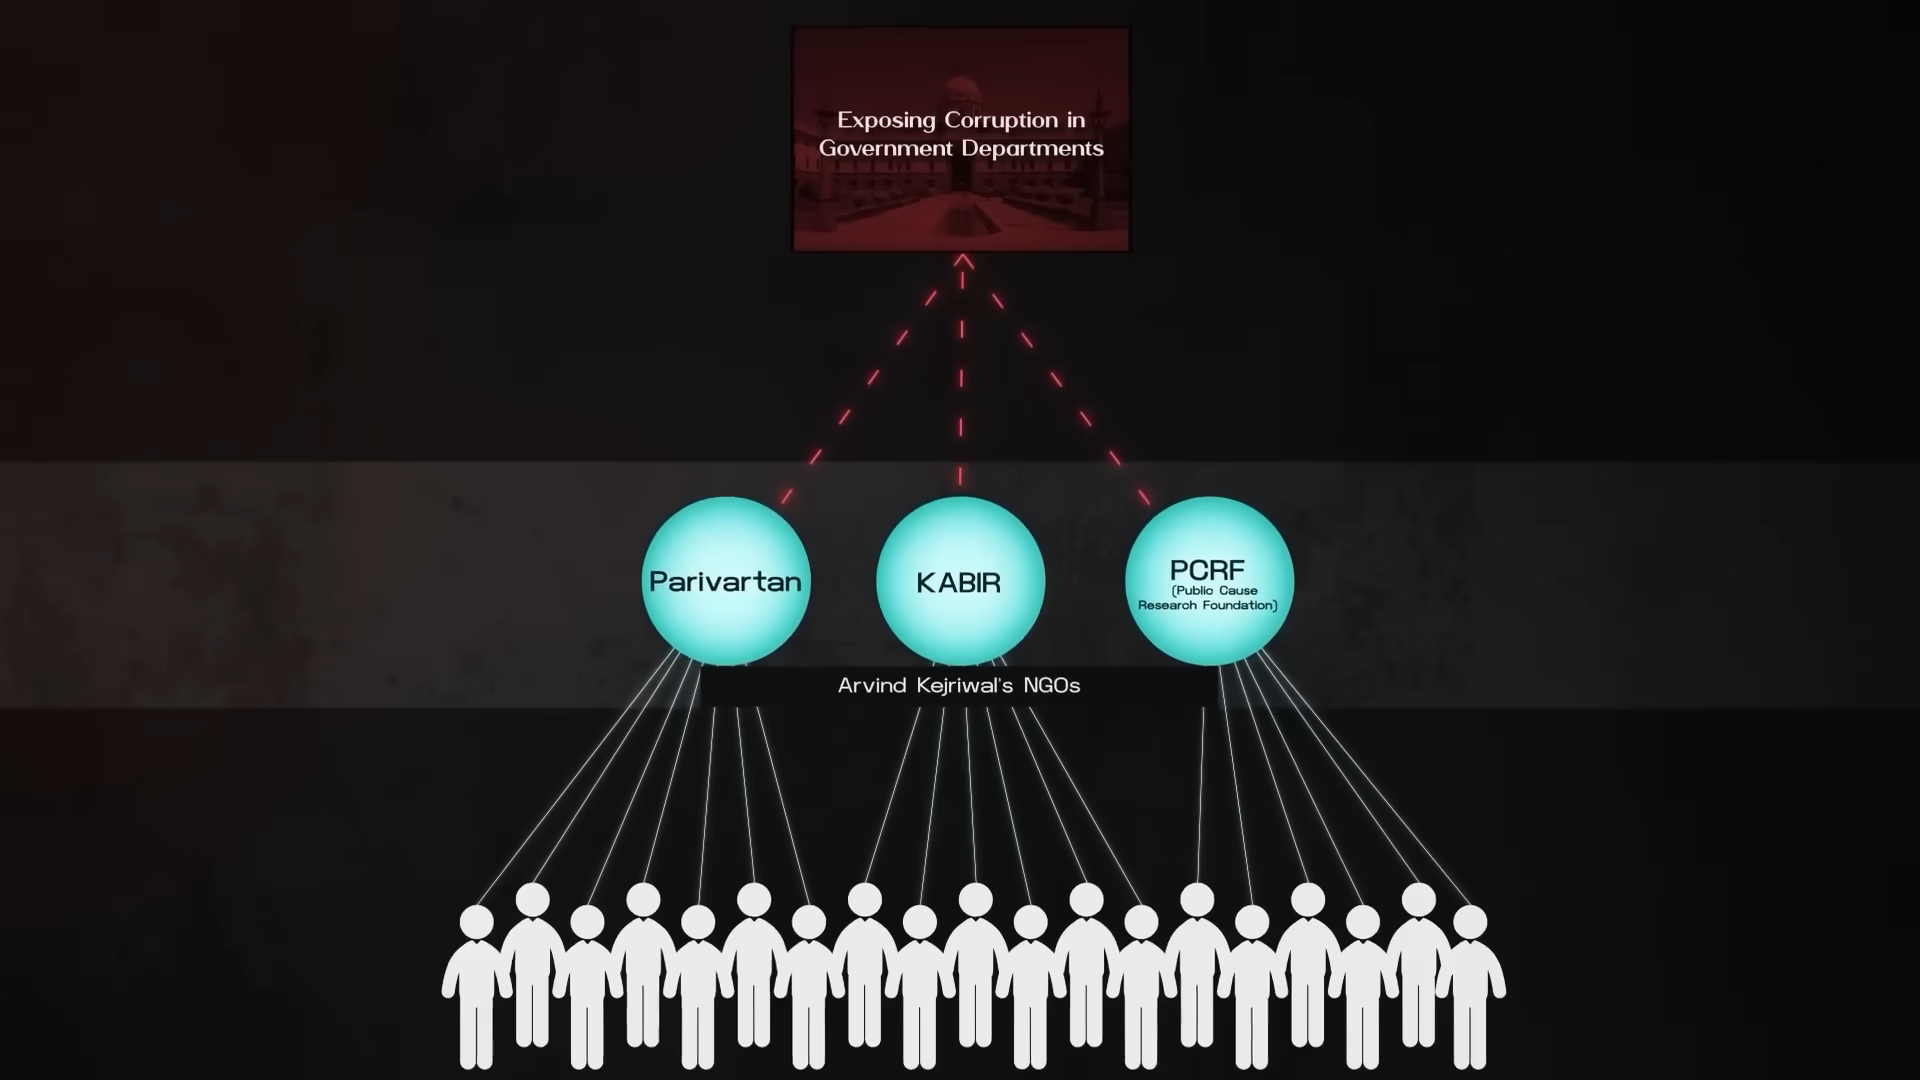 Exposing Corruption in
Government Departments
Parivartan
KABIR
PCRF
(Public Cause
Research Foundation)
Arvind Kejriwal's NGOs